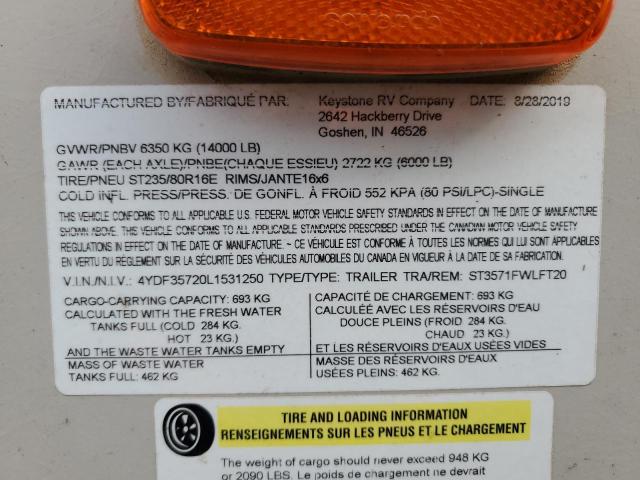 MANUFACTURED BY/FABRIQUÉ PAR: Keystone RV Company DATE: 8/28/2019
2642 Hackberry Drive
Goshen, IN 46526
GVWR/PNBV 6350 KG (14000 LB)
GAWR (EACH AXLE)/PNBE(CHAQUE ESSIEU) 2722 KG (6000 LB)
TIRE/PNEU ST235/80R16E RIMS/JANTE16x6
COLD INFL. PRESS/PRESS. DE GONFL. À FROID 552 KPA (80 PSI/LPC)-SINGLE
THIS VEHICLE CONFORMS TO ALL APPLICABLE U.S. FEDERAL MOTOR VEHICLE SAFETY STANDARDS IN EFFECT ON THE DATE OF MANUFACTURE
SHOWN ABOVE. THIS VEHICLE CONFORMS TO ALL APPLICABLE STANDARDS PRESCRIBED UNDER THE CANADIAN MOTOR VEHICLE SAFETY
REGULATIONS IN EFFECT ON THE DATE OF MANUFACTURE ~ CE VÉHICULE EST CONFORME À TOUTES LES NORMES QUI LUI SONT APPLICABLES
EN VERTU DU RÈGLEMENT SUR LA SÉCURITÉ DES VÉHICULES AUTOMOBILES DU CANADA EN VIGUEUR À LA DATE DE SA FABRICATION.
V.I.N./N.I.V.: 4YDF35720L1531250 TYPE/TYPE: TRAILER TRA/REM: ST3571FWLFT20
CARGO-CARRYING CAPACITY: 693 KG
CALCULATED WITH THE FRESH WATER
TANKS FULL (COLD 284 KG.
HOT 23 KG.)
AND THE WASTE WATER TANKS EMPTY
MASS OF WASTE WATER
TANKS FULL: 462 KG
CAPACITÉ DE CHARGEMENT: 693 KG
CALCULÉE AVEC LES RÉSERVOIRS D'EAU
DOUCE PLEINS (FROID 284 KG.
CHAUD 23 KG.)
ET LES RÉSERVOIRS D'EAUX USÉES VIDES
MASSE DES RÉSERVOIRS D'EAUX
USÉES PLEINS: 462 KG.
TIRE AND LOADING INFORMATION
RENSEIGNEMENTS SUR LES PNEUS ET LE CHARGEMENT
The weight of cargo should never exceed 948 KG
or 2090 LBS. Le poids de chargement ne devrait